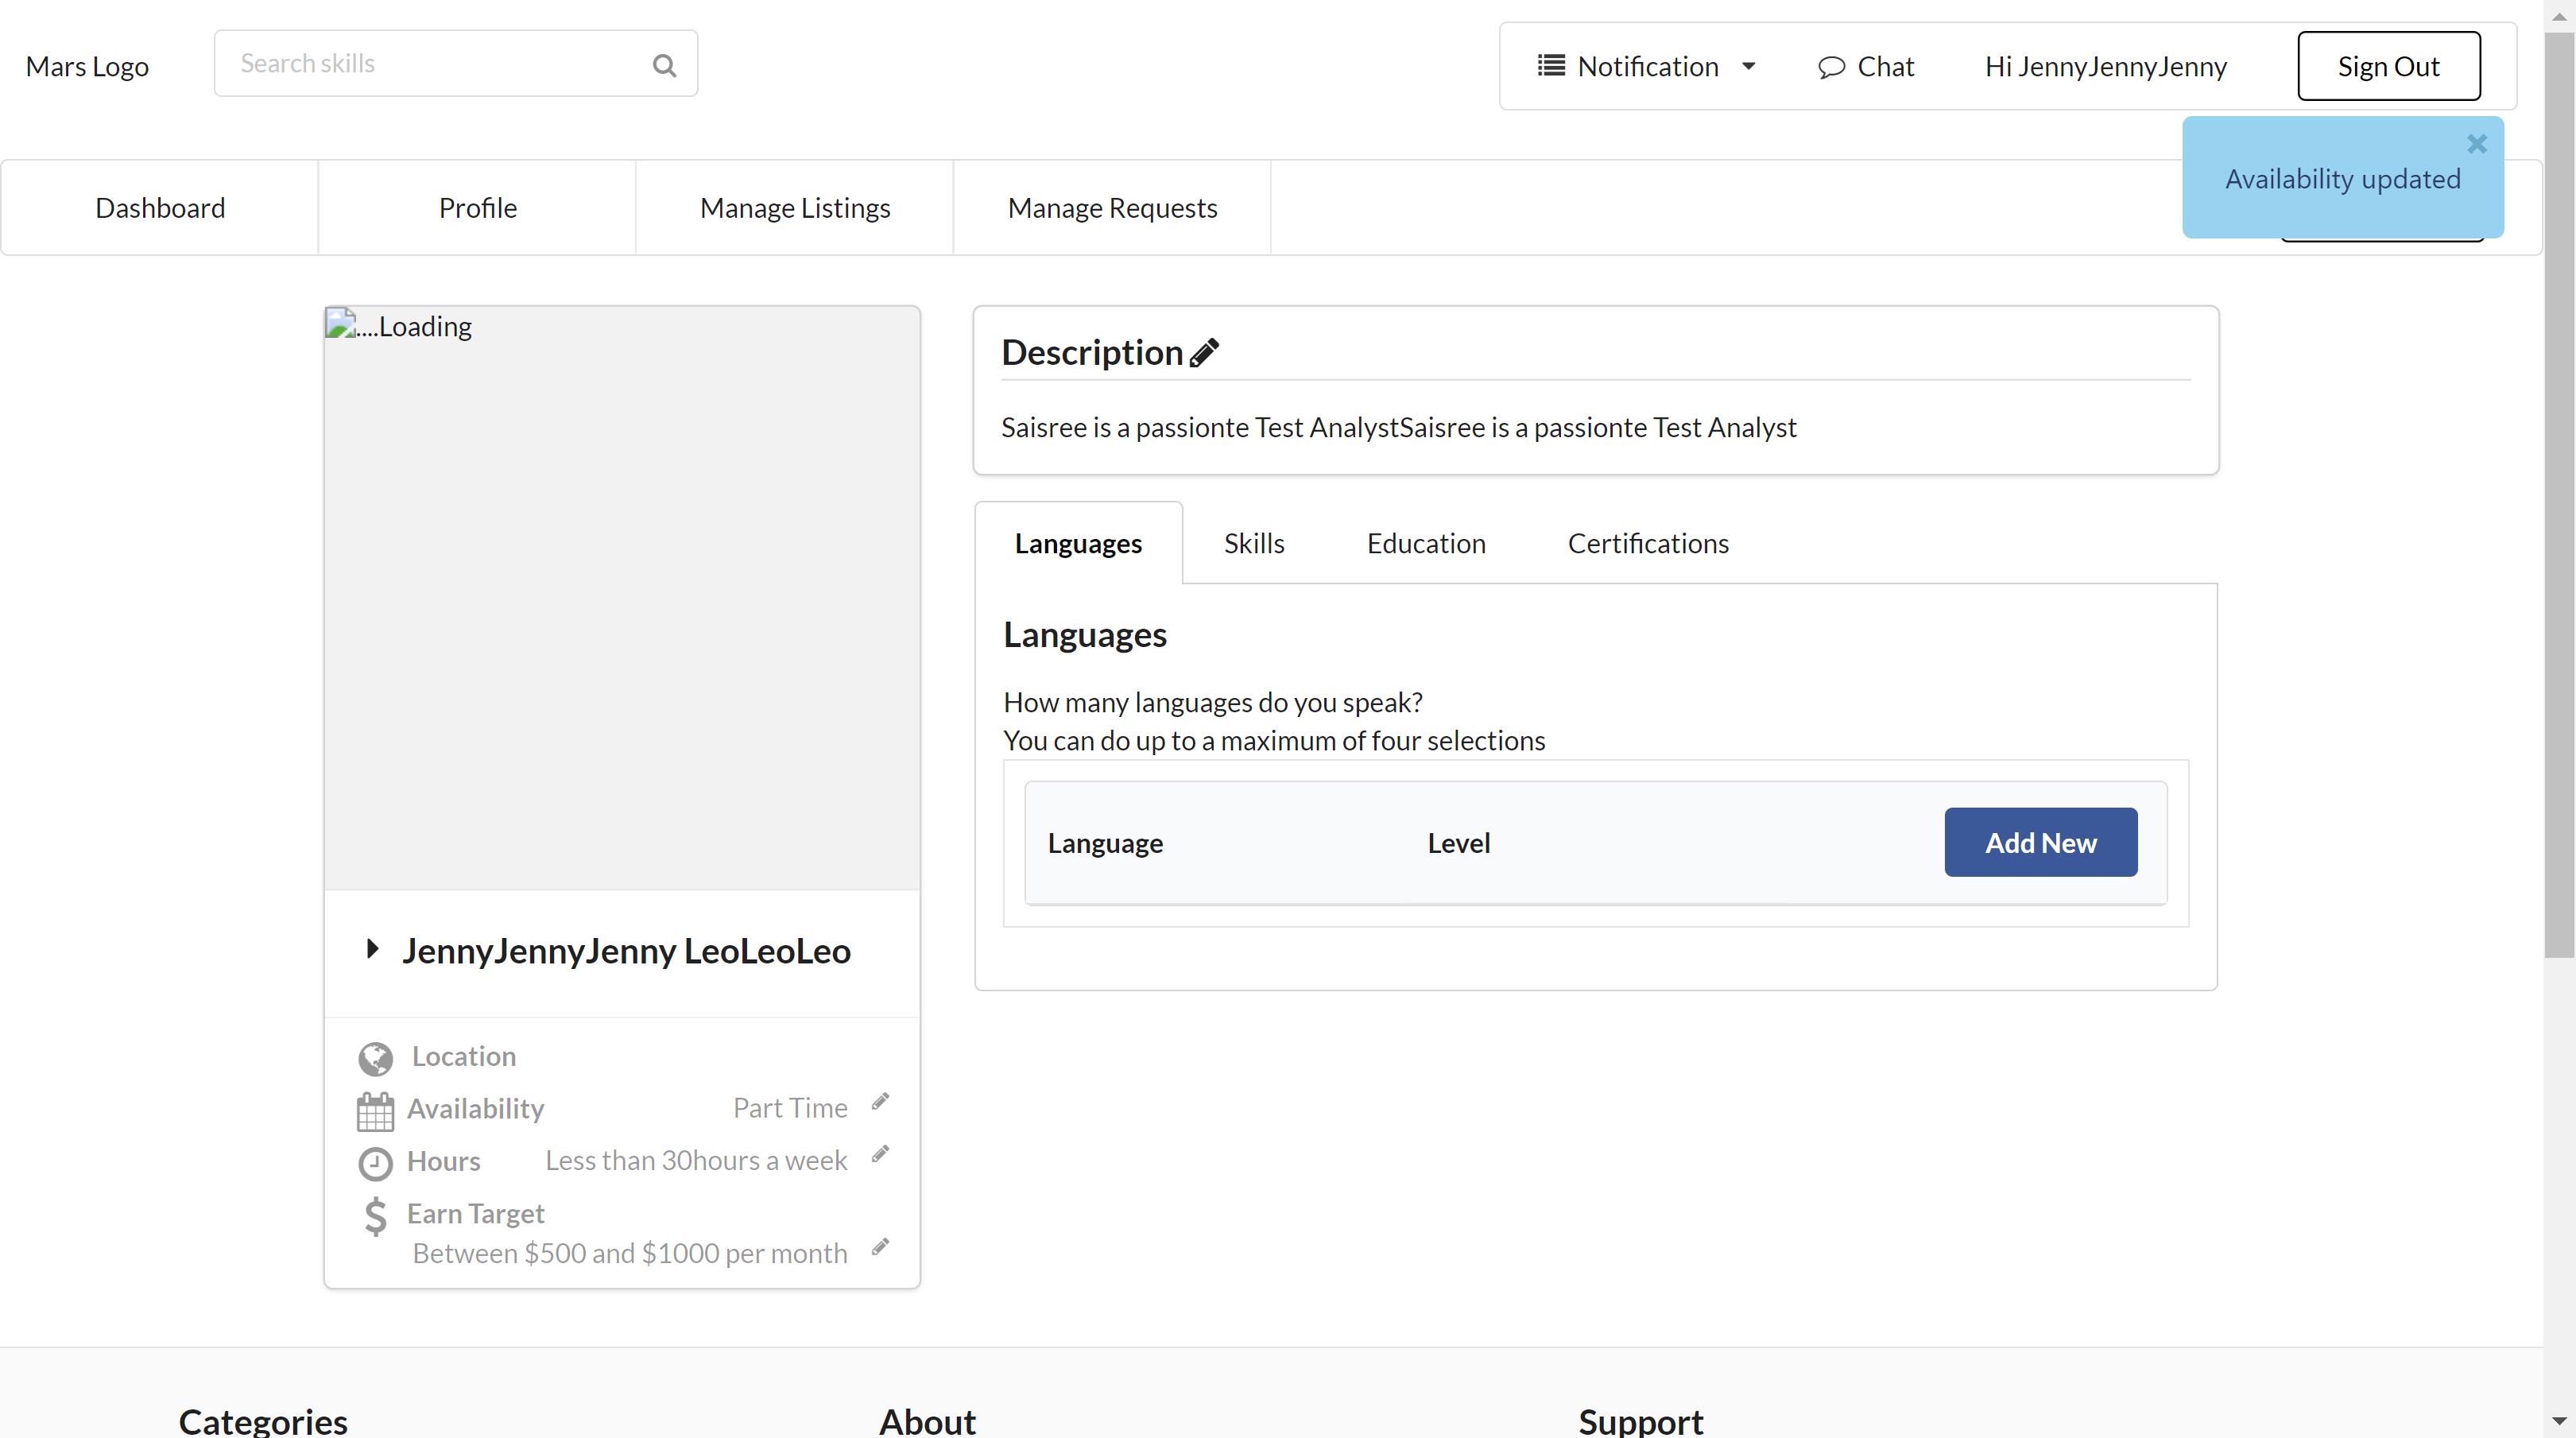 Mars Logo
Search skills
Notification
Chat
Hi JennyJennyJenny
Sign Out
Availability updated
Dashboard
Profile
Manage Listings
Manage Requests
....Loading
Description
Saisree is a passionte Test AnalystSaisree is a passionte Test Analyst
Languages
Skills
Education
Certifications
Languages
How many languages do you speak?
You can do up to a maximum of four selections
Language
Level
Add New
JennyJennyJenny LeoLeoLeo
Location
Availability
Part Time
Hours
Less than 30hours a week
Earn Target
Between $500 and $1000 per month
Categories
About
Support